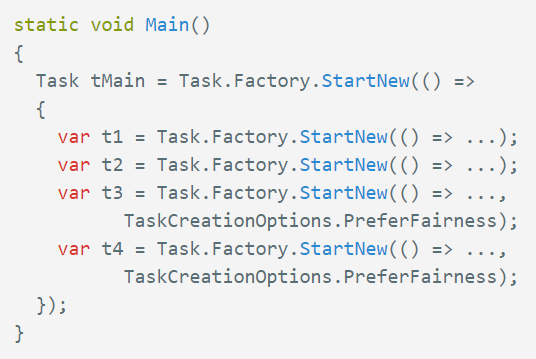 static void Main()
{
  Task tMain = Task.Factory.StartNew(() =>
  {
    var t1 = Task.Factory.StartNew(() => ...);
    var t2 = Task.Factory.StartNew(() => ...);
    var t3 = Task.Factory.StartNew(() => ...,
          TaskCreationOptions.PreferFairness);
    var t4 = Task.Factory.StartNew(() => ...,
          TaskCreationOptions.PreferFairness);
  });
}